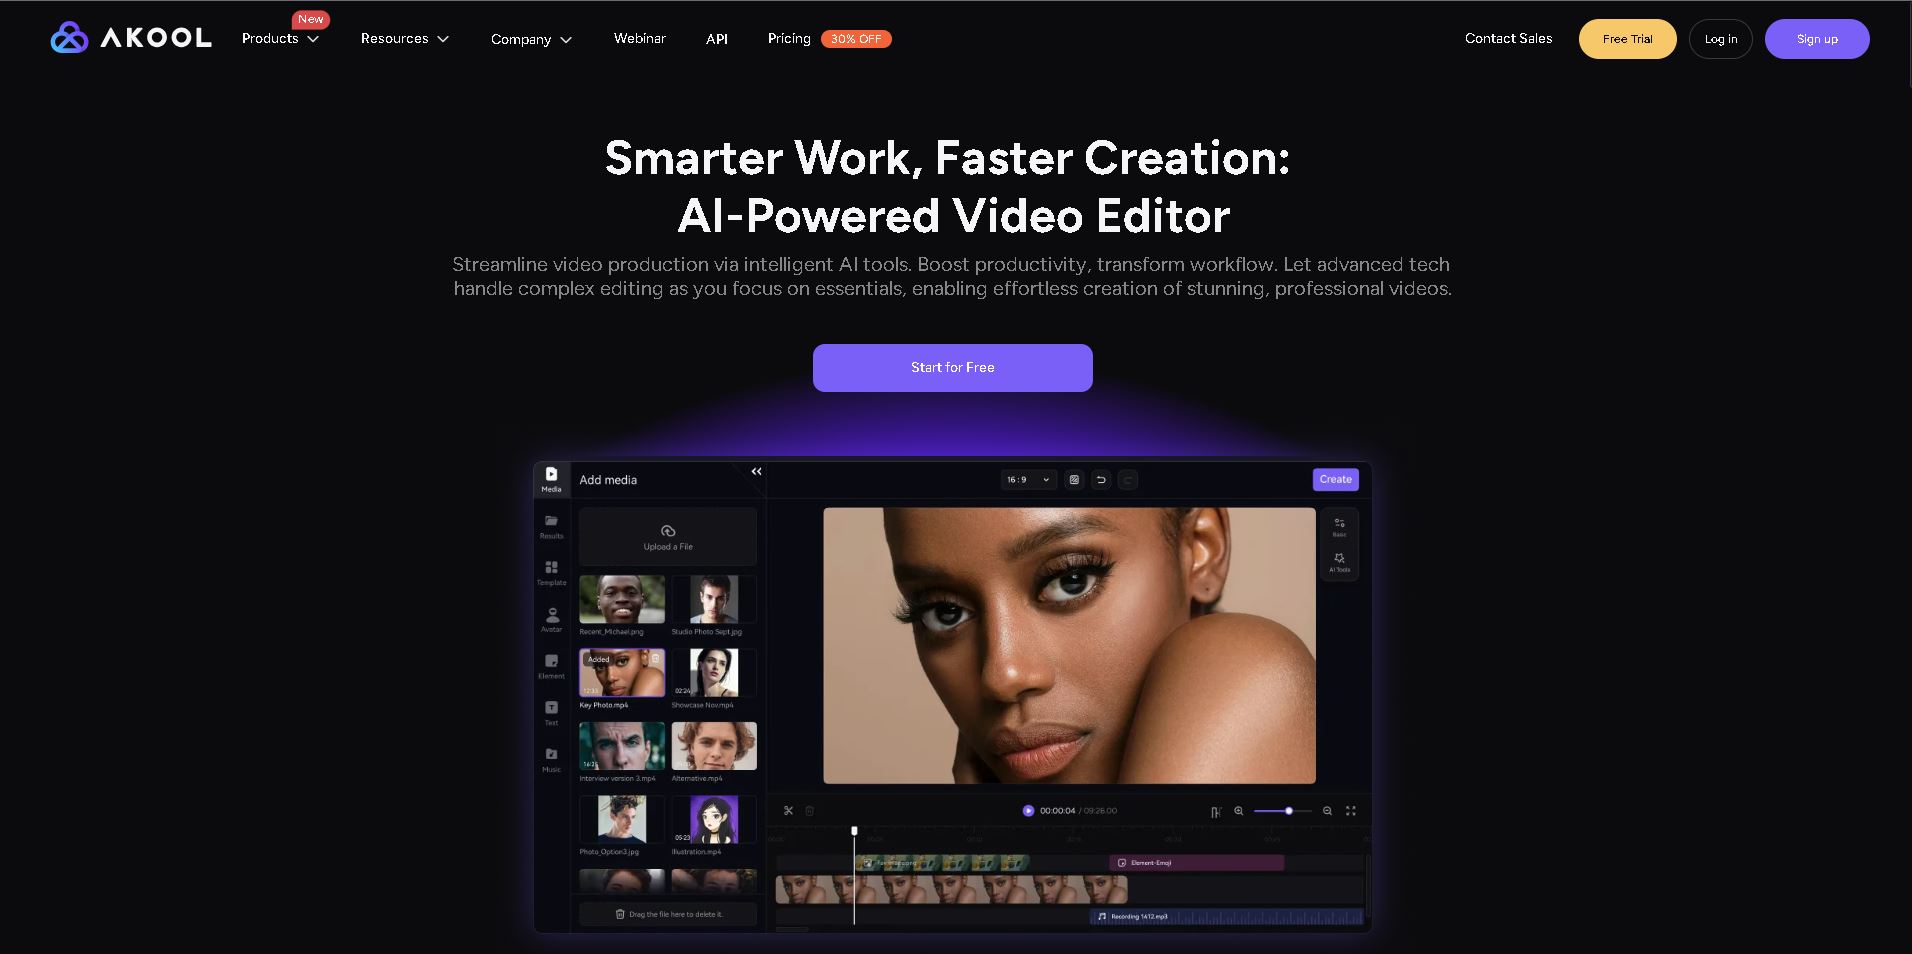 AKOOL
Products
New
Resources
Company
Webinar
API
Pricing
30% OFF
Contact Sales
Free Trial
Log in
Sign up
Smarter Work, Faster Creation:
AI-Powered Video Editor
Streamline video production via intelligent AI tools. Boost productivity, transform workflow. Let advanced tech
handle complex editing as you focus on essentials, enabling effortless creation of stunning, professional videos.
Start for Free
Media
Results
Template
Avatar
Element
Text
Music
Add media
Upload a File
Recent_Michael.png
Studio Photo Sept.jpg
Added
12:33
Key Photo.mp4
02:24
Showcase Nov.mp4
14:25
Interview version 3.mp4
Alternative.mp4
Photo_Option3.jpg
05:23
Illustration.mp4
Drag the file here to delete it.
16 : 9
Create
Basic
AI Tools
00:00:04 / 09:26.00
Element-Emoji
Recording 1412.mp3